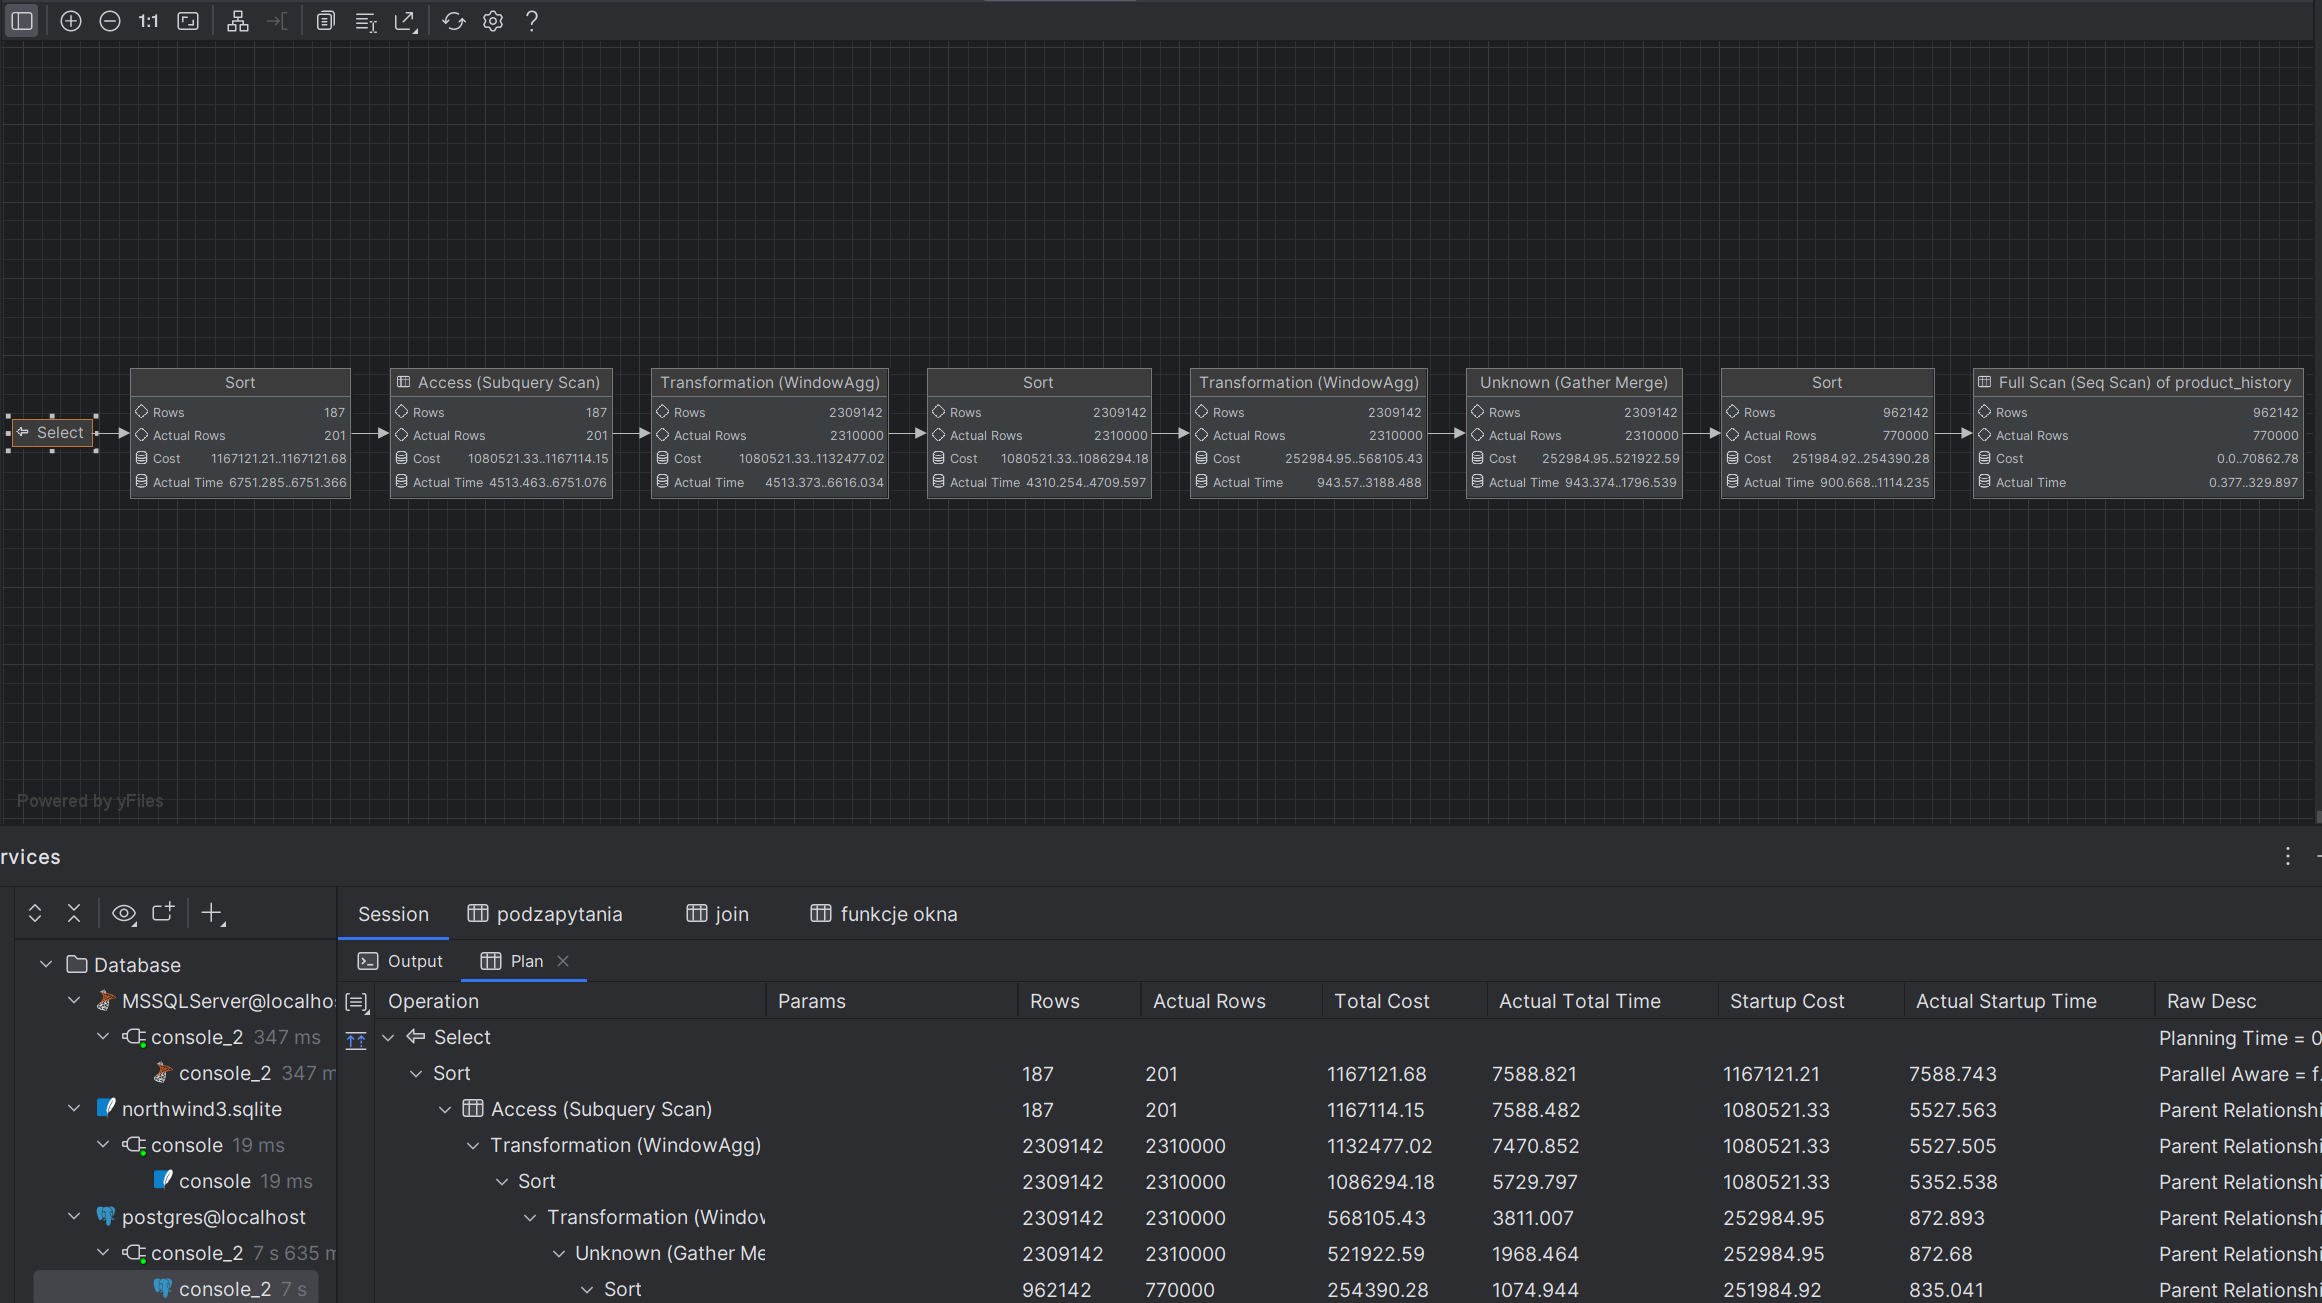 1:1
Select
Sort
Rows 187
Actual Rows 201
Cost 1167121.21..1167121.68
Actual Time 6751.285..6751.366
Access (Subquery Scan)
Rows 187
Actual Rows 201
Cost 1080521.33..1167114.15
Actual Time 4513.463..6751.076
Transformation (WindowAgg)
Rows 2309142
Actual Rows 2310000
Cost 1080521.33..1132477.02
Actual Time 4513.373..6616.034
Sort
Rows 2309142
Actual Rows 2310000
Cost 1080521.33..1086294.18
Actual Time 4310.254..4709.597
Transformation (WindowAgg)
Rows 2309142
Actual Rows 2310000
Cost 252984.95..568105.43
Actual Time 943.57..3188.488
Unknown (Gather Merge)
Rows 2309142
Actual Rows 2310000
Cost 252984.95..521922.59
Actual Time 943.374..1796.539
Sort
Rows 962142
Actual Rows 770000
Cost 251984.92..254390.28
Actual Time 900.668..1114.235
Full Scan (Seq Scan) of product_history
Rows 962142
Actual Rows 770000
Cost 0.0..70862.78
Actual Time 0.377..329.897
Powered by yFiles
rvices
Session podzapytania join funkcje okna
Output Plan
Database
MSSQLServer@localho
console_2 347 ms
console_2 347 m
northwind3.sqlite
console 19 ms
console 19 ms
postgres@localhost
console_2 7 s 635 m
console_2 7 s
Operation Params Rows Actual Rows Total Cost Actual Total Time Startup Cost Actual Startup Time Raw Desc
Select Planning Time = 0
Sort 187 201 1167121.68 7588.821 1167121.21 7588.743 Parallel Aware = f
Access (Subquery Scan) 187 201 1167114.15 7588.482 1080521.33 5527.563 Parent Relationshi
Transformation (WindowAgg) 2309142 2310000 1132477.02 7470.852 1080521.33 5527.505 Parent Relationshi
Sort 2309142 2310000 1086294.18 5729.797 1080521.33 5352.538 Parent Relationshi
Transformation (Windov 2309142 2310000 568105.43 3811.007 252984.95 872.893 Parent Relationshi
Unknown (Gather Me 2309142 2310000 521922.59 1968.464 252984.95 872.68 Parent Relationshi
Sort 962142 770000 254390.28 1074.944 251984.92 835.041 Parent Relationshi